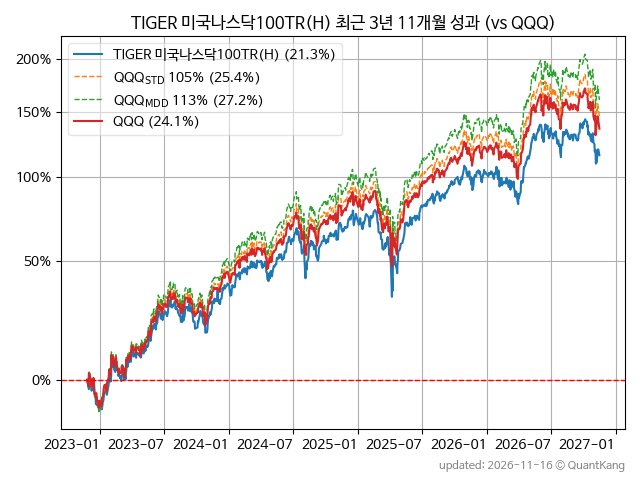 TIGER 미국나스닥100TR(H) 최근 3년 11개월 성과 (vs QQQ)
TIGER 미국나스닥100TR(H) (21.3%)
QQQSTD 105% (25.4%)
QQQMDD 113% (27.2%)
QQQ (24.1%)
200%
150%
100%
50%
0%
2023-01 2023-07 2024-01 2024-07 2025-01 2025-07 2026-01 2026-07 2027-01
updated: 2026-11-16 © QuantKang